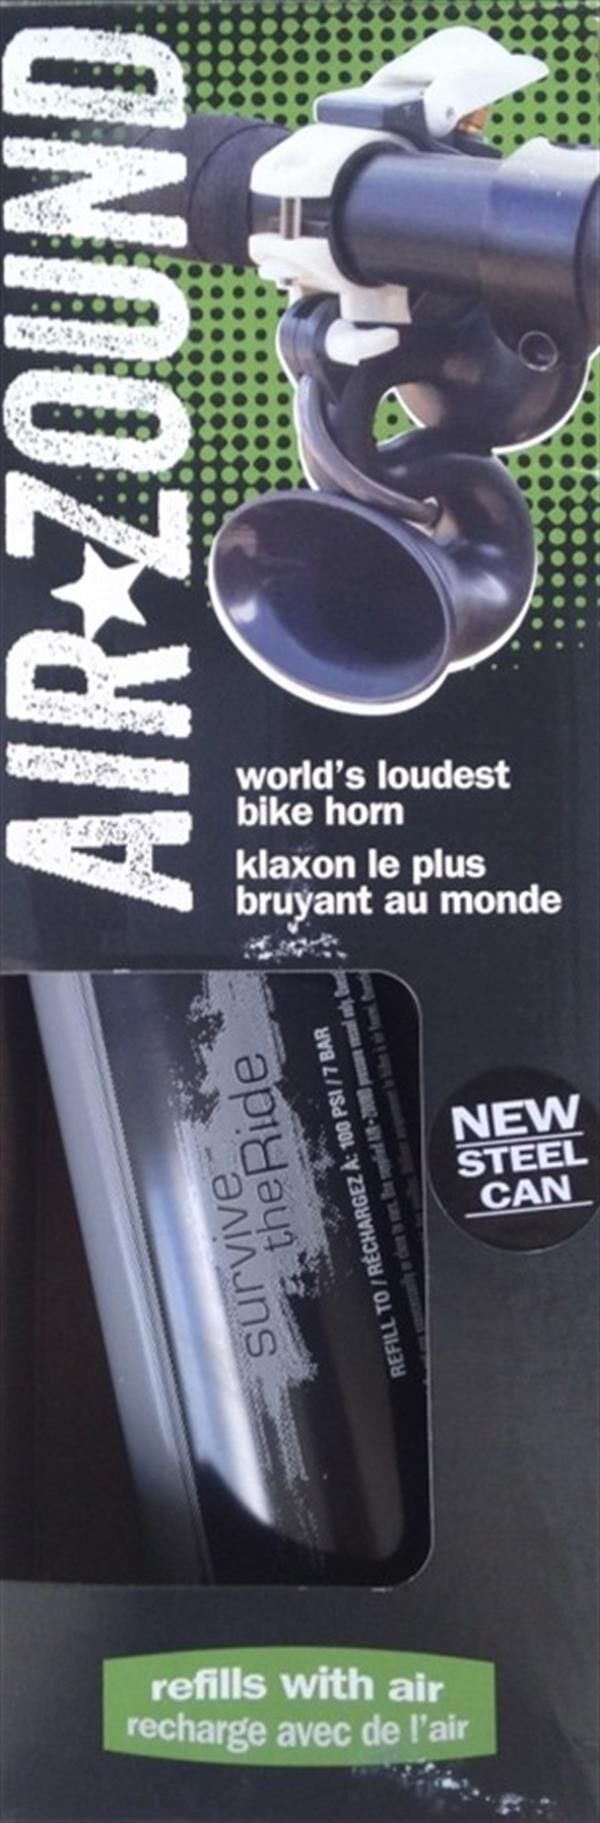 AIR★ZOUND
world's loudest
bike horn
klaxon le plus
bruyant au monde
survive
theRide
REFILL TO / RECHARGEZ À: 100 PSI / 7 BAR
NEW
STEEL
CAN
refills with air
recharge avec de l'air